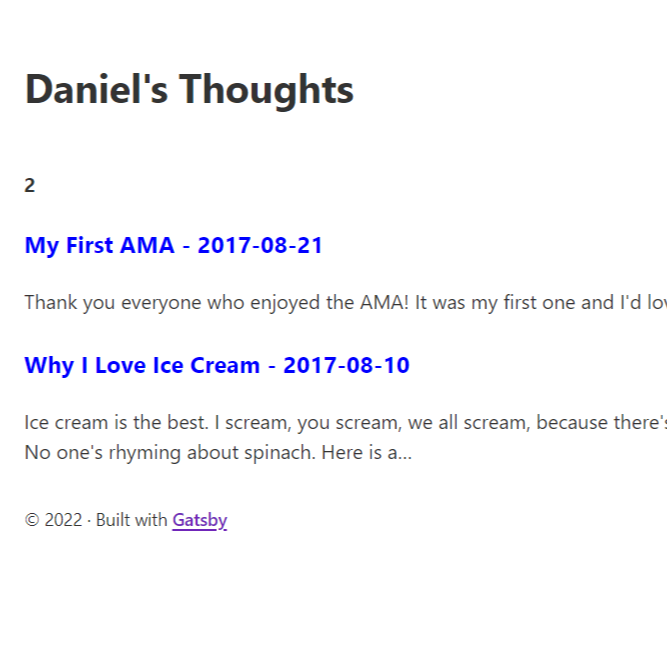 Daniel's Thoughts
2
My First AMA - 2017-08-21
Thank you everyone who enjoyed the AMA! It was my first one and I'd
Why I Love Ice Cream - 2017-08-10
Ice cream is the best. I scream, you scream, we all scream, because there's
No one's rhyming about spinach. Here is a...
© 2022 · Built with Gatsby